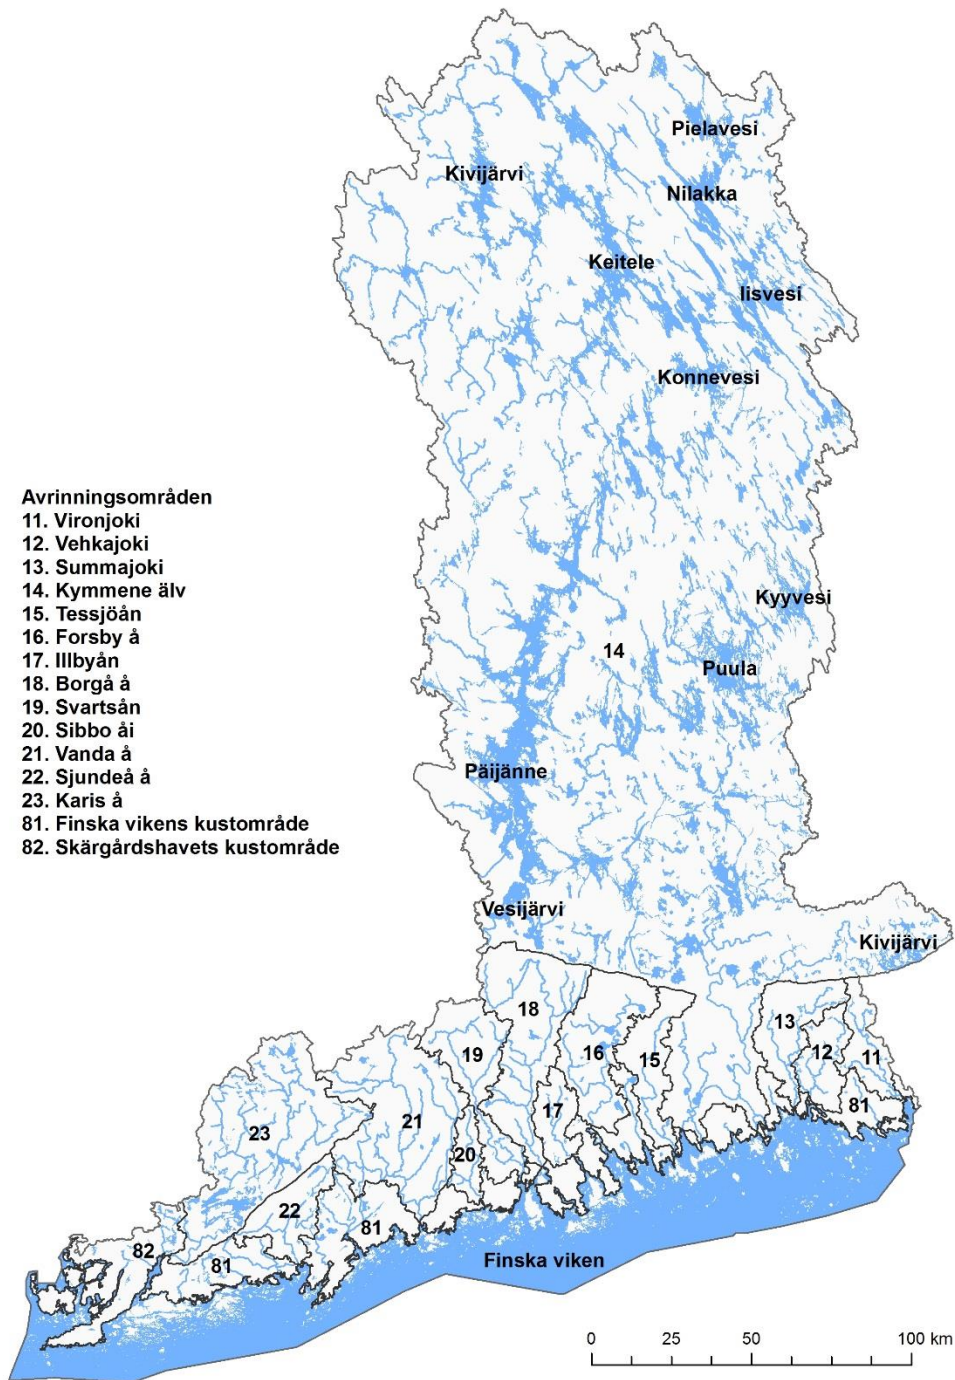 Pielavesi
Kivijärvi
Nilakka
Keitele
Iisvesi
Konnevesi
Avrinningsområden
11. Vironjoki
12. Vehkajoki
13. Summajoki
14. Kymmene älv
15. Tessjöån
16. Forsby å
17. Illbyån
18. Borgå å
19. Svartsån
20. Sibbo åi
21. Vanda å
22. Sjundeå å
23. Karis å
81. Finska vikens kustområde
82. Skärgårdshavets kustområde
Kyyvesi
14
Puula
Päijänne
Vesijärvi
Kivijärvi
18
13
19
16
15
12
11
17
81
21
23
20
22
81
82
81
Finska viken
0 25 50 100 km